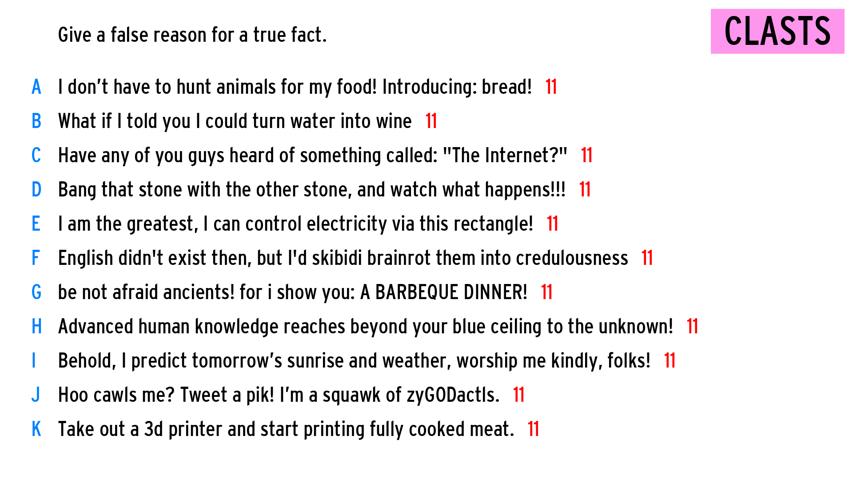 Give a false reason for a true fact.
CLASTS
A I don't have to hunt animals for my food! Introducing: bread! 11
B What if I told you I could turn water into wine 11
C Have any of you guys heard of something called: "The Internet?" 11
D Bang that stone with the other stone, and watch what happens!!! 11
E I am the greatest, I can control electricity via this rectangle! 11
F English didn't exist then, but I'd skibidi brainrot them into credulousness 11
G be not afraid ancients! for i show you: A BARBEQUE DINNER! 11
H Advanced human knowledge reaches beyond your blue ceiling to the unknown! 11
I Behold, I predict tomorrow's sunrise and weather, worship me kindly, folks! 11
J Hoo cawls me? Tweet a pik! I'm a squawk of zyGODactls. 11
K Take out a 3d printer and start printing fully cooked meat. 11